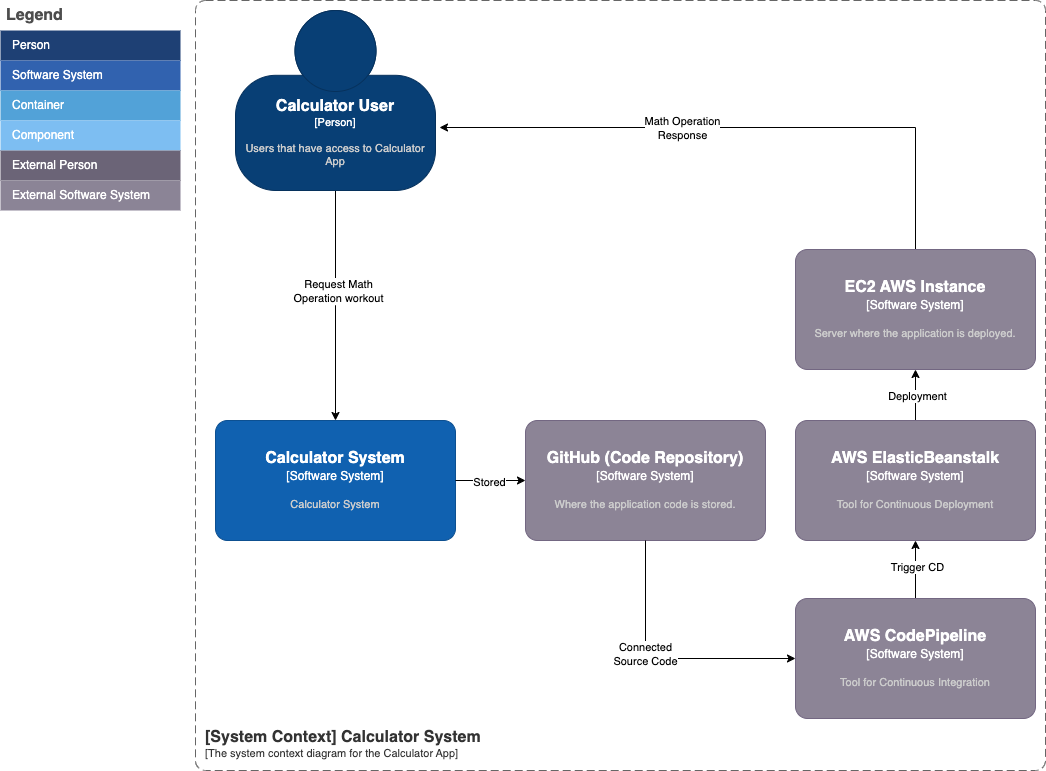 Legend
Person
Software System
Container
Component
External Person
External Software System
Calculator User
[Person]
Users that have access to Calculator
App
Math Operation
Response
Request Math
Operation workout
EC2 AWS Instance
[Software System]
Server where the application is deployed.
Deployment
Calculator System
[Software System]
Calculator System
Stored
GitHub (Code Repository)
[Software System]
Where the application code is stored.
AWS ElasticBeanstalk
[Software System]
Tool for Continuous Deployment
Trigger CD
Connected
Source Code
AWS CodePipeline
[Software System]
Tool for Continuous Integration
[System Context] Calculator System
[The system context diagram for the Calculator App]